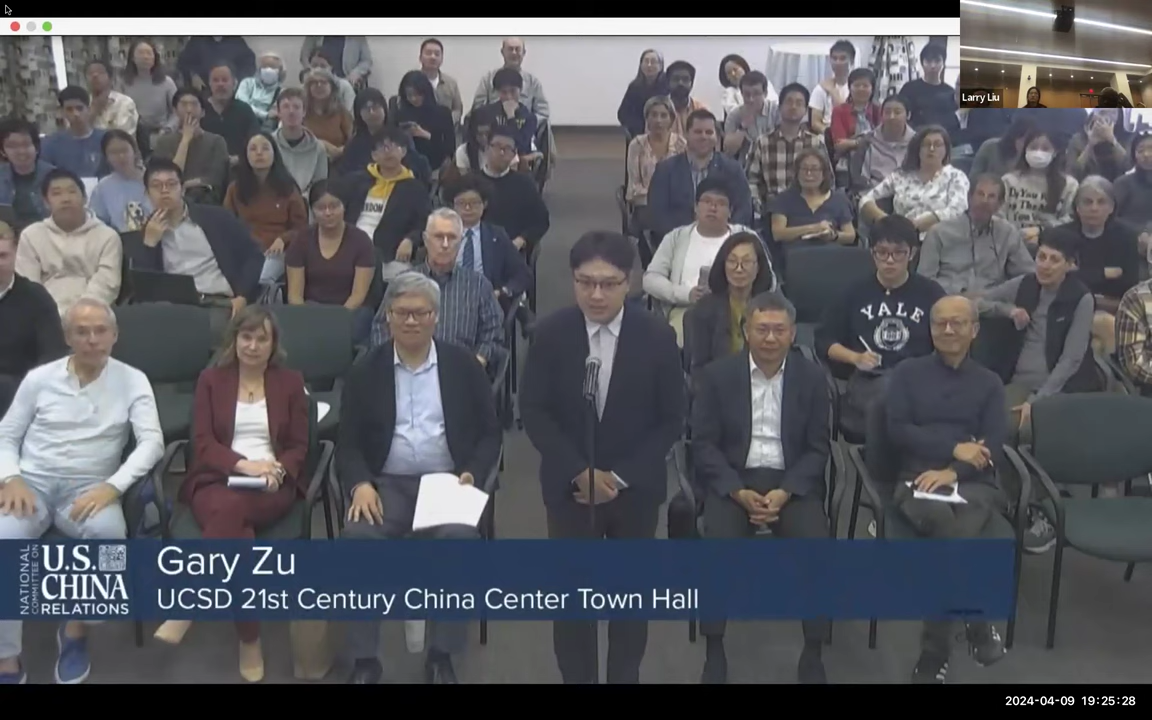 Larry Liu
YALE
NATIONAL
COMMITTEE ON
U.S.
CHINA
RELATIONS
Gary Zu
UCSD 21st Century China Center Town Hall
2024-04-09 19:25:28